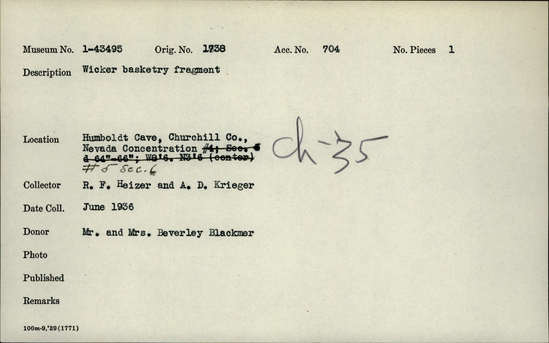 Museum No. 1-43495 Orig. No. 1738 Acc. No. 704 No. Pieces 1
Description Wicker basketry fragment
Location Humboldt Cave, Churchill Co.,
Nevada Concentration #4; Sec. 6
d 64"-66"; W8'6. N3'6 (center)
# 5 Sec. 6
Ch-35
Collector R. F. Heizer and A. D. Krieger
Date Coll. June 1936
Donor Mr. and Mrs. Beverley Blackmer
Photo
Published
Remarks
100m-9,'39(1771)